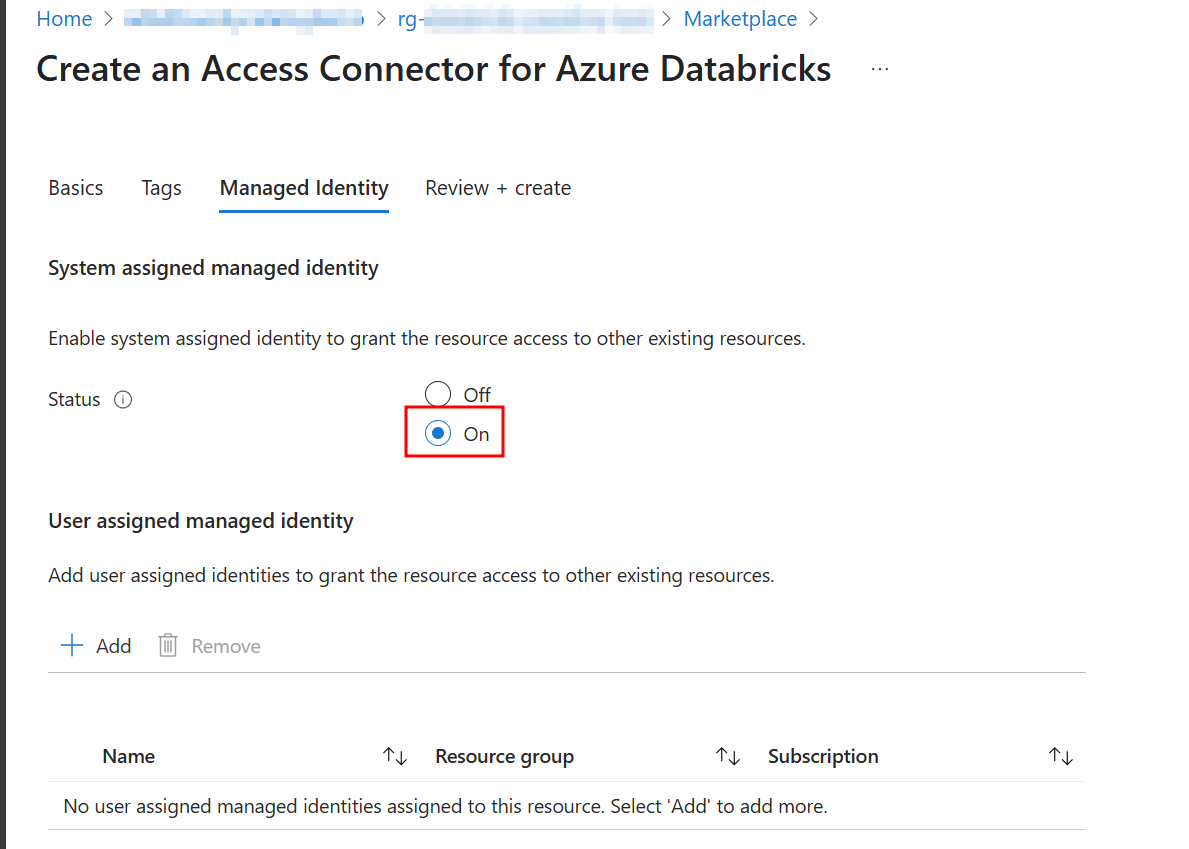 Home > > rg- > Marketplace >
Create an Access Connector for Azure Databricks ...
Basics Tags Managed Identity Review + create
System assigned managed identity
Enable system assigned identity to grant the resource access to other existing resources.
Status
Off
On
User assigned managed identity
Add user assigned identities to grant the resource access to other existing resources.
Add Remove
Name Resource group Subscription
No user assigned managed identities assigned to this resource. Select 'Add' to add more.